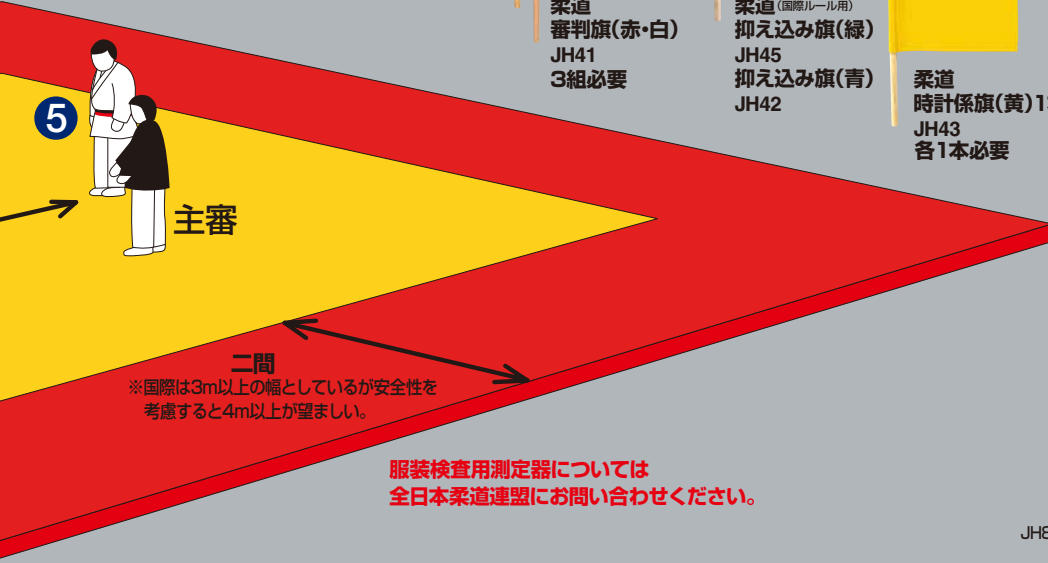 柔道
審判旗(赤・白)
JH41
3組必要
柔道(国際ルール用)
抑え込み旗(緑)
JH45
抑え込み旗(青)
JH42
柔道
時計係旗(黄)
JH43
各1本必要
5
主審
二間
※国際は3m以上の幅としているが安全性を
考慮すると4m以上が望ましい。
服装検査用測定器については
全日本柔道連盟にお問い合わせください。
JH8